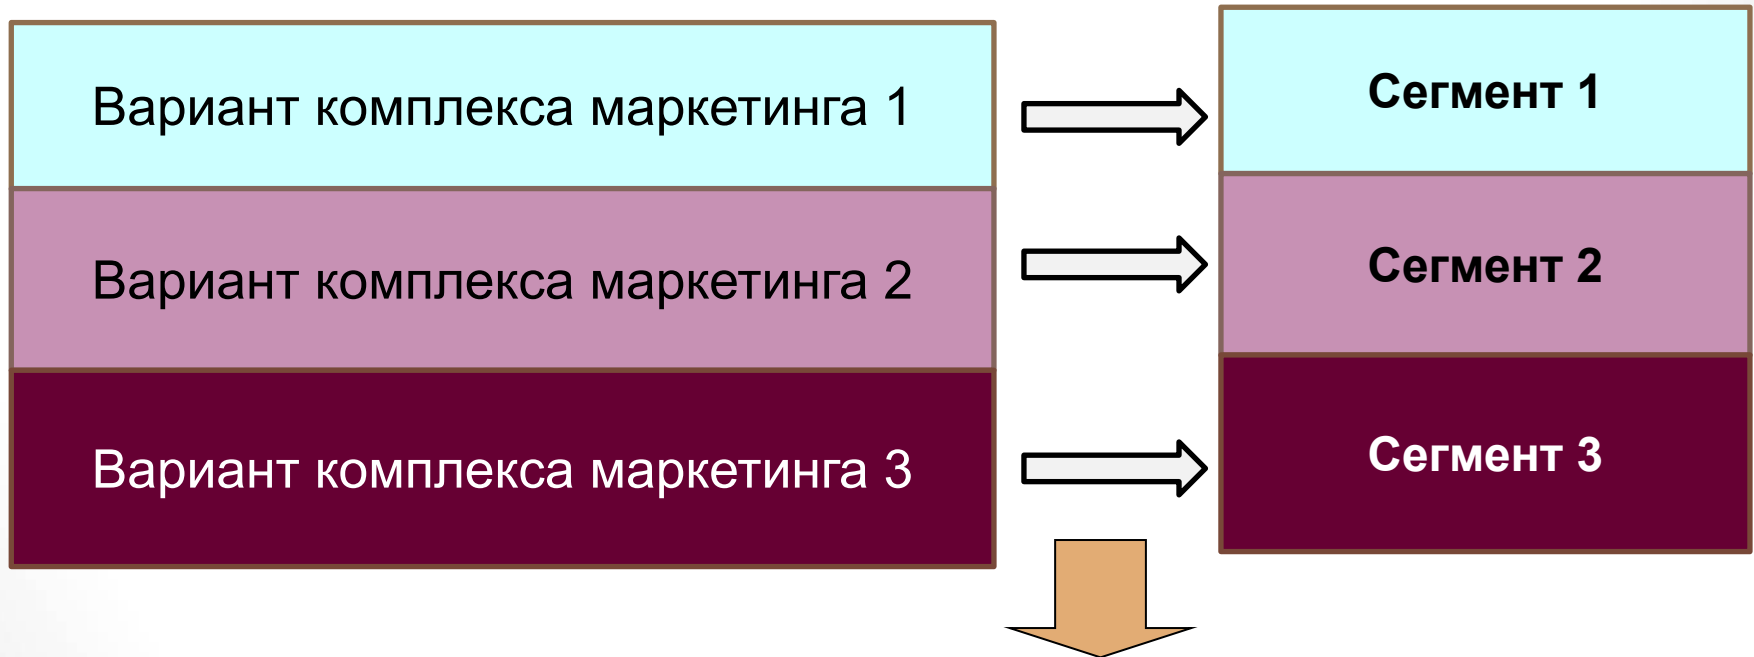 Вариант комплекса маркетинга 1
Сегмент 1
Вариант комплекса маркетинга 2
Сегмент 2
Вариант комплекса маркетинга 3
Сегмент 3